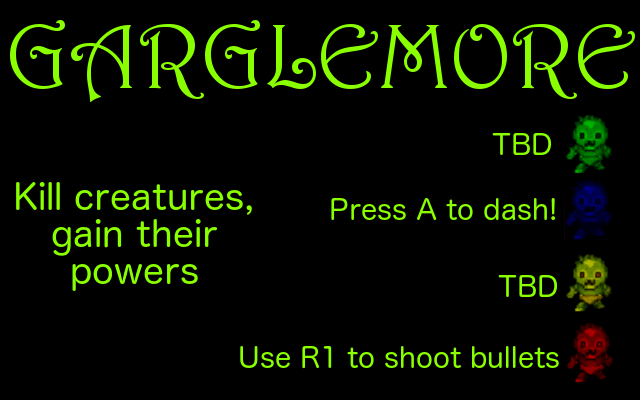 GARGLEMORE
Kill creatures,
gain their
powers
TBD
Press A to dash!
TBD
Use R1 to shoot bullets